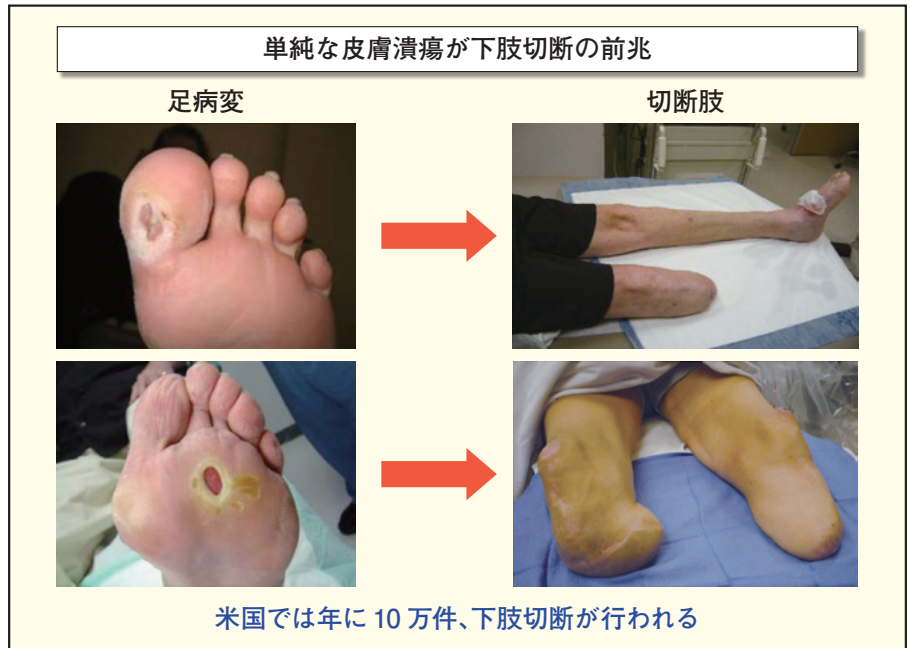 単純な皮膚潰瘍が下肢切断の前兆
足病変
切断肢
米国では年に10万件、下肢切断が行われる